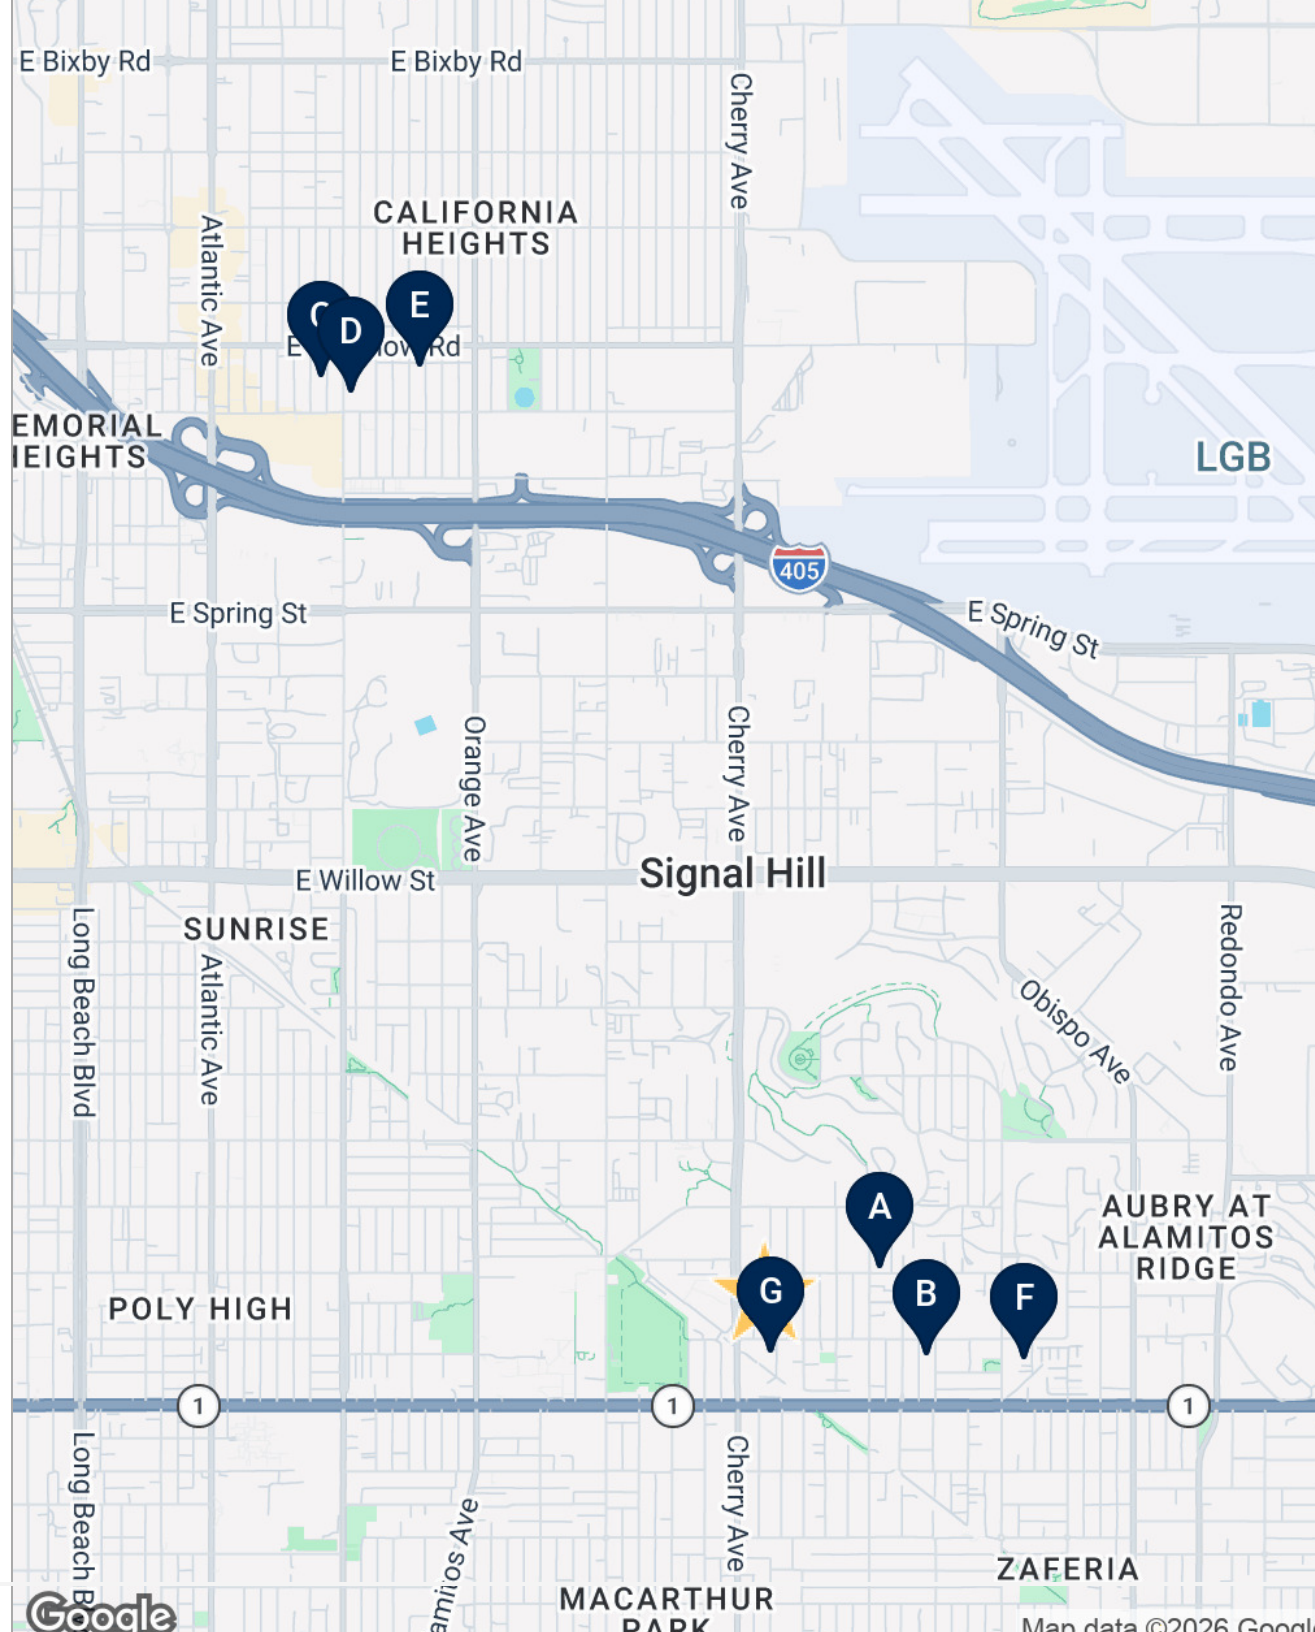 E Bixby Rd
E Bixby Rd
Cherry Ave
CALIFORNIA
HEIGHTS
Atlantic Ave
C
D
E
E
Rd
EMORIAL
HEIGHTS
LGB
405
E Spring St
E Spring St
Orange Ave
Cherry Ave
Signal Hill
E Willow St
SUNRISE
Long Beach Blvd
Atlantic Ave
Redondo Ave
Obispo Ave
A
AUBRY AT
ALAMITOS
RIDGE
G
B
F
POLY HIGH
1
1
1
Long Beach B
Cherry Ave
amitos Ave
ZAFERIA
MACARTHUR
PARK
Google
Map data ©2026 Google